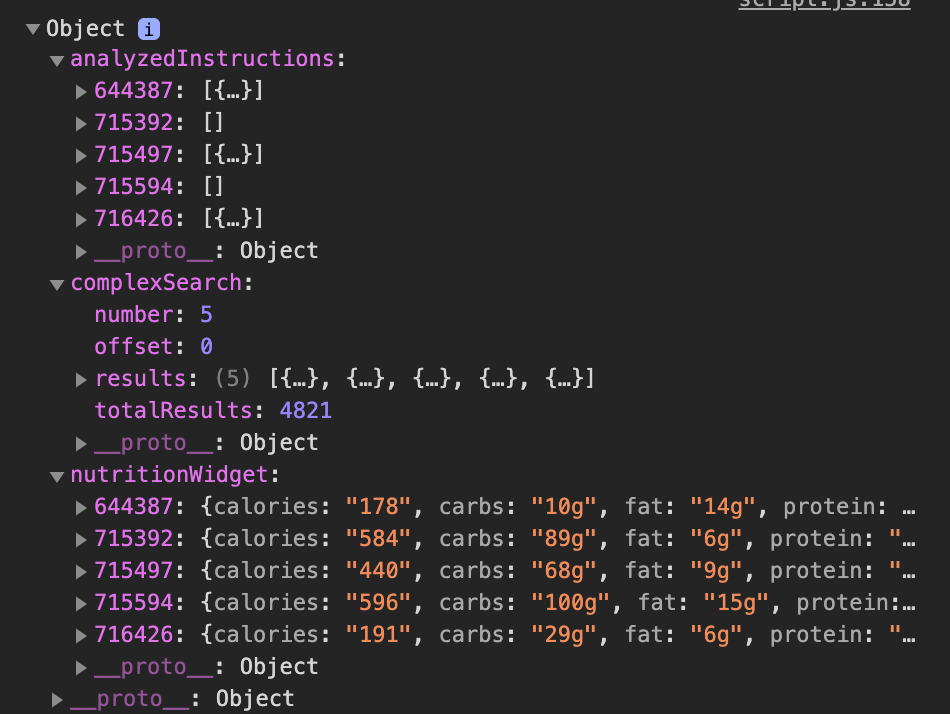 script.js:158
Object i
analyzedInstructions:
644387: [{…}]
715392: []
715497: [{…}]
715594: []
716426: [{…}]
__proto__: Object
complexSearch:
number: 5
offset: 0
results: (5) [{…}, {…}, {…}, {…}, {…}]
totalResults: 4821
__proto__: Object
nutritionWidget:
644387: {calories: "178", carbs: "10g", fat: "14g", protein: …
715392: {calories: "584", carbs: "89g", fat: "6g", protein: "…
715497: {calories: "440", carbs: "68g", fat: "9g", protein: "…
715594: {calories: "596", carbs: "100g", fat: "15g", protein:…
716426: {calories: "191", carbs: "29g", fat: "6g", protein: "…
__proto__: Object
__proto__: Object